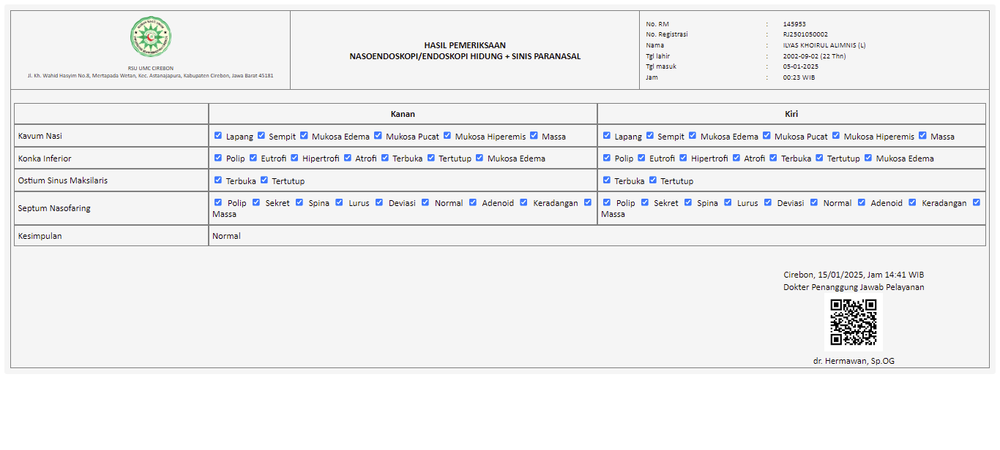 RSU UMC CIREBON
Jl. Kh. Wahid Hasyim No.8, Mertapada Wetan, Kec. Astanajapura, Kabupaten Cirebon, Jawa Barat 45181
HASIL PEMERIKSAAN
NASOENDOSKOPI/ENDOSKOPI HIDUNG + SINIS PARANASAL
No. RM : 145953
No. Registrasi : RJ2501050002
Nama : ILYAS KHOIRUL ALIMNIS (L)
Tgl lahir : 2002-09-02 (22 Thn)
Tgl masuk : 05-01-2025
Jam : 00:23 WIB
Kanan Kiri
Kavum Nasi Lapang Sempit Mukosa Edema Mukosa Pucat Mukosa Hiperemis Massa Lapang Sempit Mukosa Edema Mukosa Pucat Mukosa Hiperemis Massa
Konka Inferior Polip Eutrofi Hipertrofi Atrofi Terbuka Tertutup Mukosa Edema Polip Eutrofi Hipertrofi Atrofi Terbuka Tertutup Mukosa Edema
Ostium Sinus Maksilaris Terbuka Tertutup Terbuka Tertutup
Septum Nasofaring Polip Sekret Spina Lurus Deviasi Normal Adenoid Keradangan
Massa
Polip Sekret Spina Lurus Deviasi Normal Adenoid Keradangan
Massa
Kesimpulan Normal
Cirebon, 15/01/2025, Jam 14:41 WIB
Dokter Penanggung Jawab Pelayanan
dr. Hermawan, Sp.OG